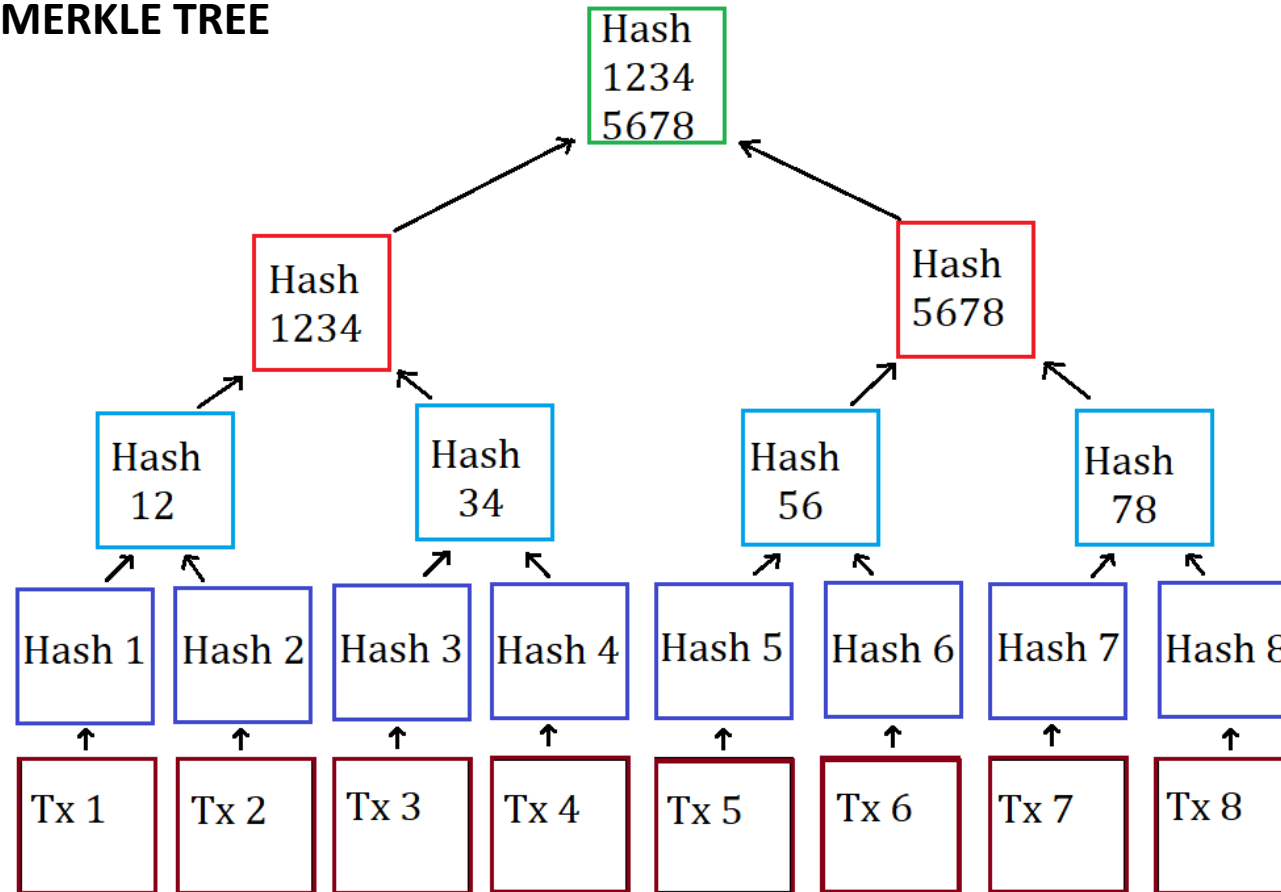 MERKLE TREE
Hash
1234
5678
Hash
1234
Hash
5678
Hash
12
Hash
34
Hash
56
Hash
78
Hash 1
Hash 2
Hash 3
Hash 4
Hash 5
Hash 6
Hash 7
Hash 8
Tx 1
Tx 2
Tx 3
Tx 4
Tx 5
Tx 6
Tx 7
Tx 8